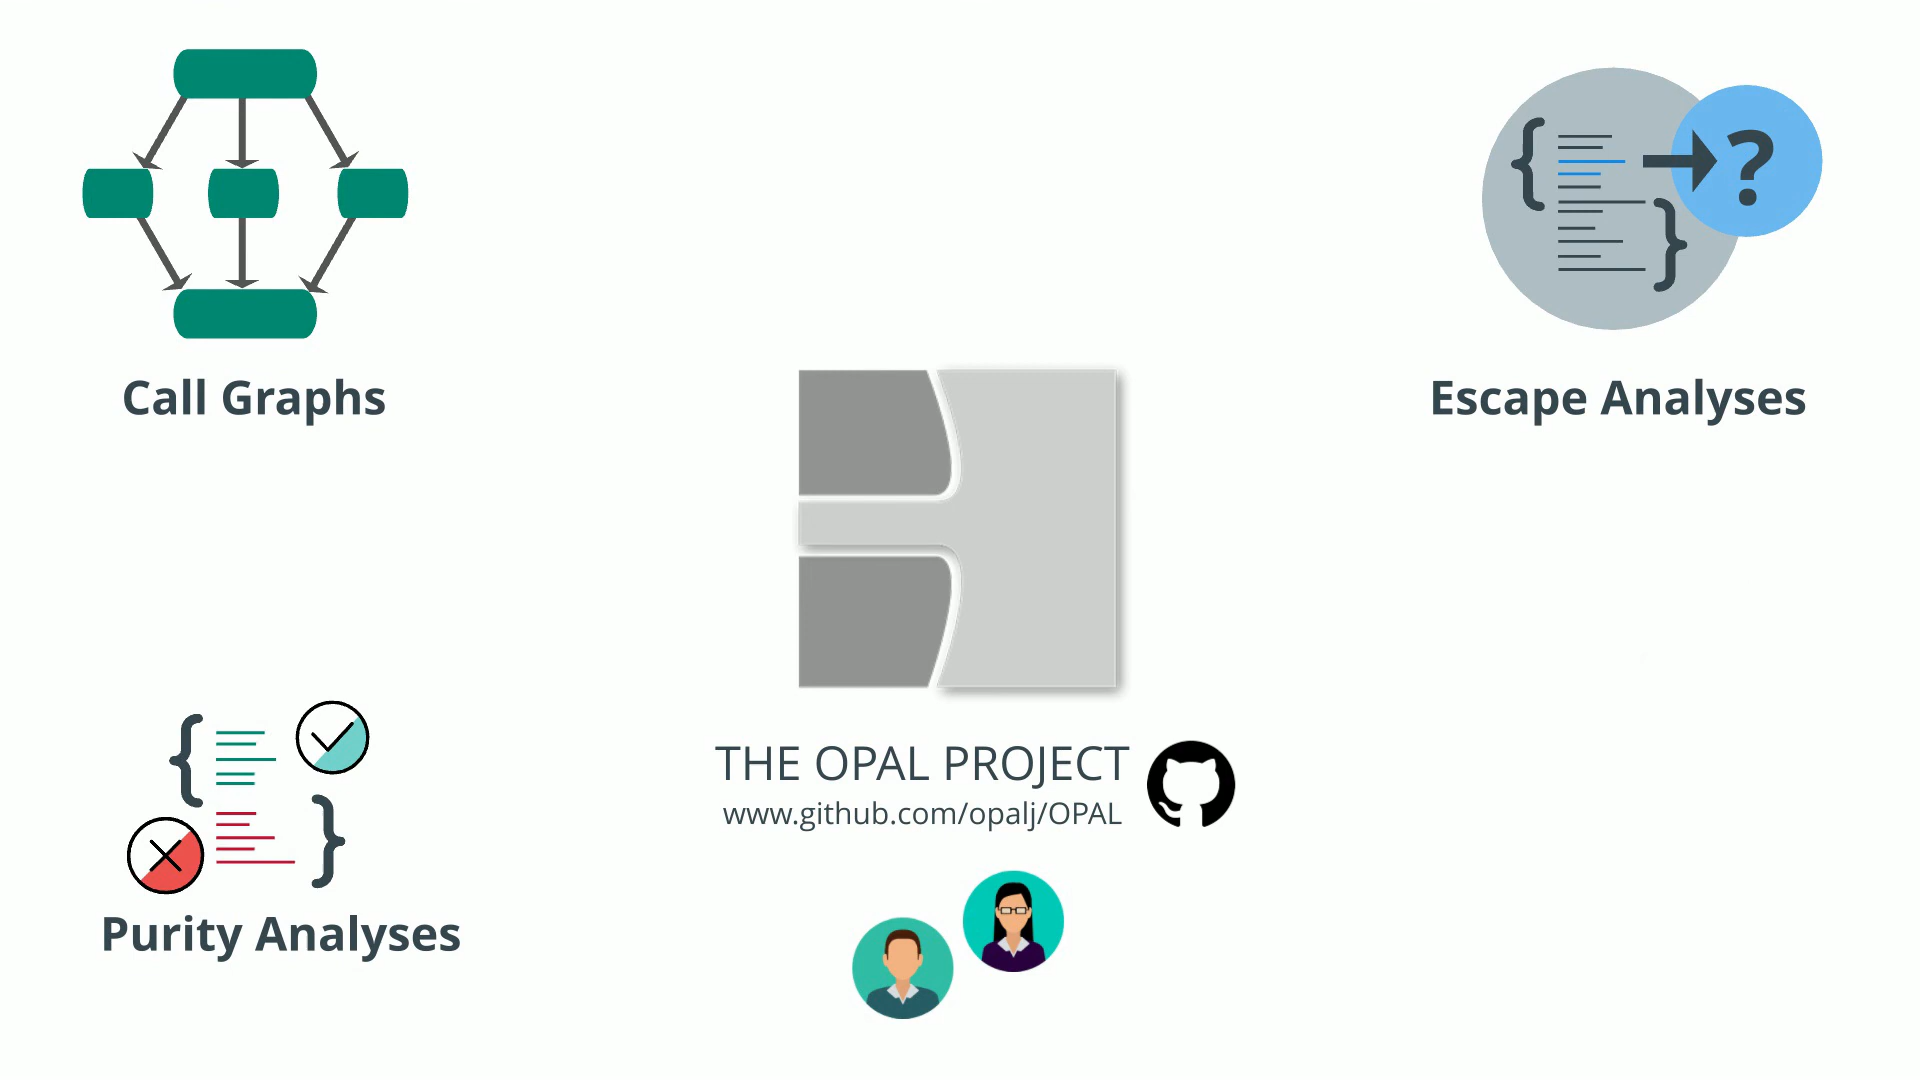 Call Graphs
Escape Analyses
?
THE OPAL PROJECT
www.github.com/opalj/OPAL
Purity Analyses